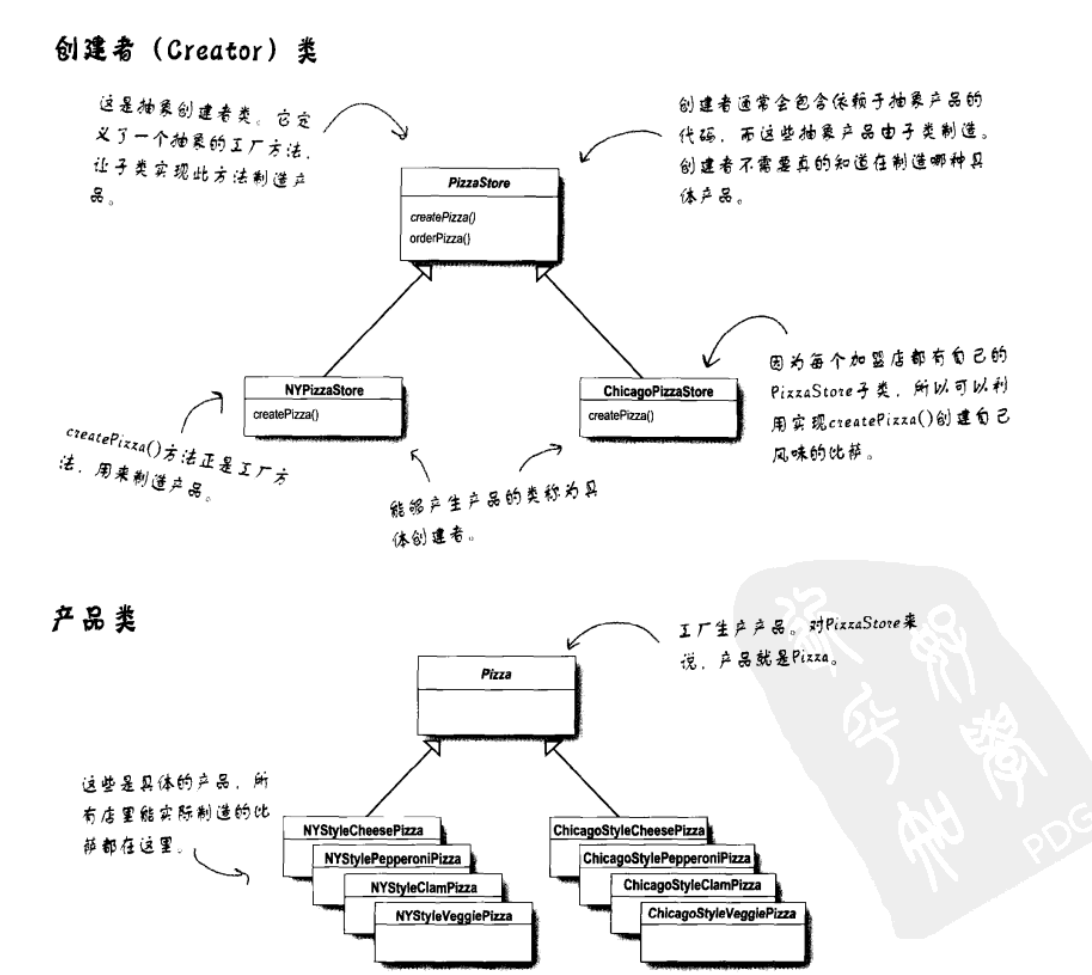 创建者（Creator）类
这是抽象创建者类。它定
义了一个抽象的工厂方法，
让子类实现此方法制造产
品。
创建者通常会包含依赖于抽象产品的
代码，而这些抽象产品由子类制造。
创建者不需要真的知道在制造哪种具
体产品。
PizzaStore
createPizza()
orderPizza()
NYPizzaStore
createPizza()
ChicagoPizzaStore
createPizza()
因为每个加盟店都有自己的
PizzaStore子类，所以可以利
用实现createPizza()创建自己
风味的比萨。
createPizza()方法正是工厂方
法，用来制造产品。
能够产生产品的类称为具
体创建者。
产品类
工厂生产产品。对PizzaStore来
说，产品就是Pizza。
Pizza
这些是具体的产品，所
有店里能实际制造的比
萨都在这里。
NYStyleCheesePizza
NYStylePepperoniPizza
NYStyleClamPizza
NYStyleVeggiePizza
ChicagoStyleCheesePizza
ChicagoStylePepperoniPizza
ChicagoStyleClamPizza
ChicagoStyleVeggiePizza
PDG